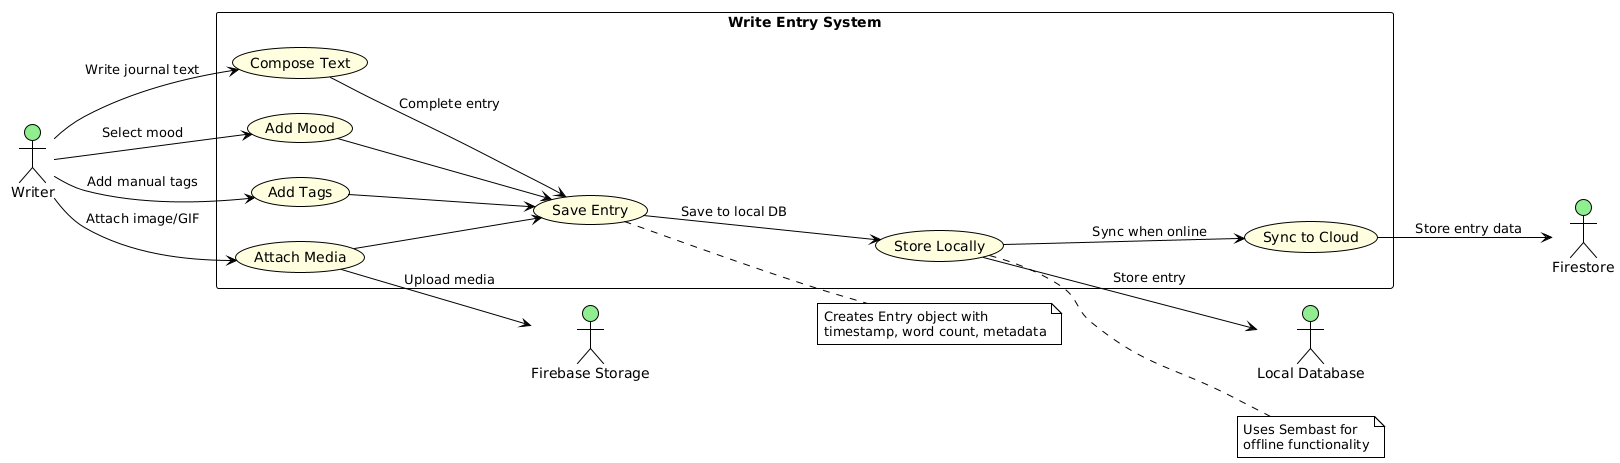 Write Entry System
Compose Text
Write journal text
Complete entry
Add Mood
Select mood
Writer
Add manual tags
Add Tags
Attach image/GIF
Save Entry
Save to local DB
Store Locally
Sync when online
Sync to Cloud
Store entry data
Firestore
Attach Media
Upload media
Store entry
Creates Entry object with
timestamp, word count, metadata
Firebase Storage
Local Database
Uses Sembast for
offline functionality